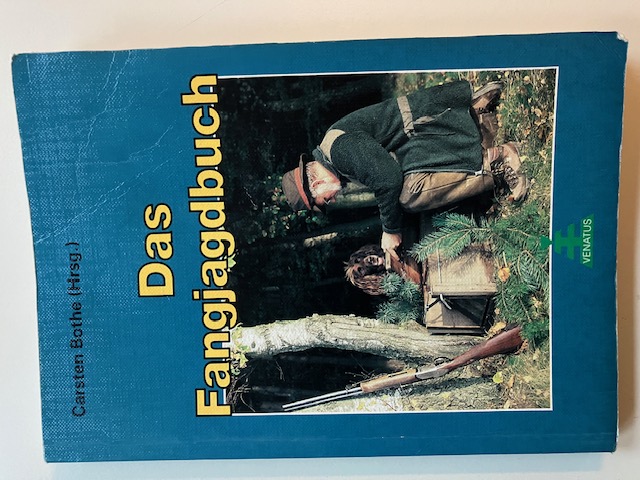 Carsten Bothe (Hrsg.)
Das
Fangjagdbuch
VENATUS